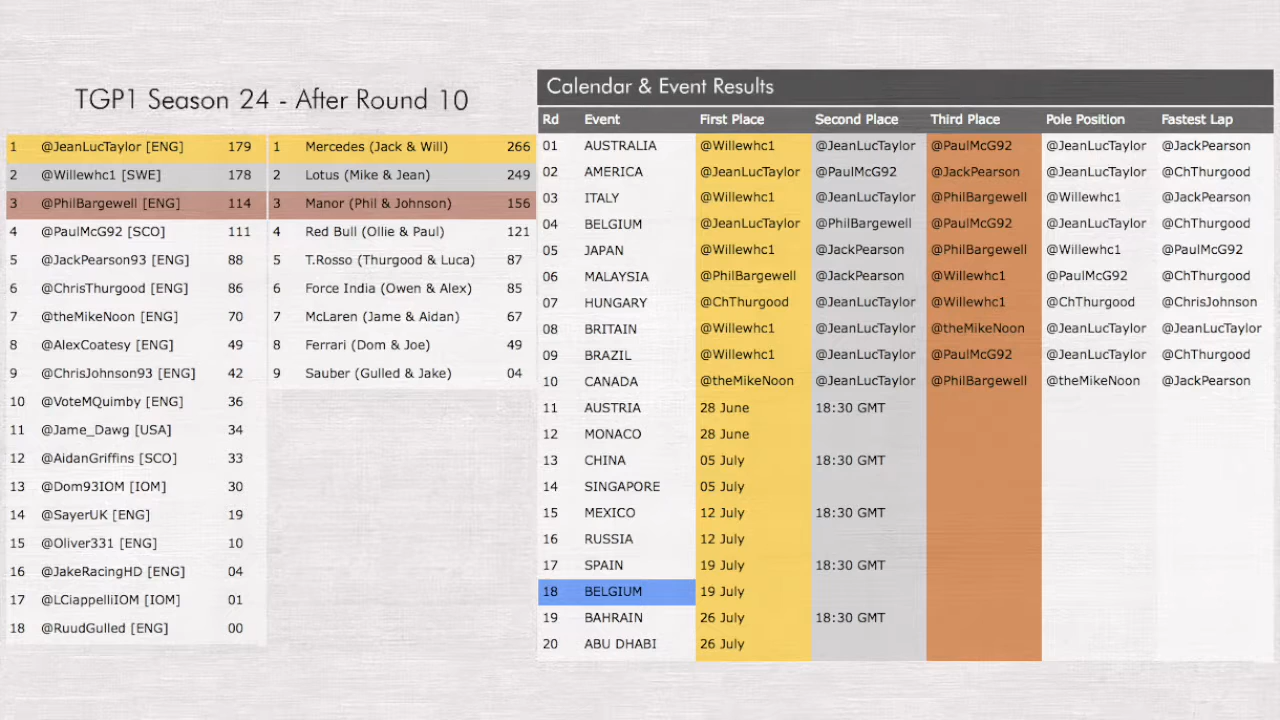 TGP1 Season 24 - After Round 10
1 @JeanLucTaylor [ENG] 179
2 @Willewhc1 [SWE] 178
3 @PhilBargewell [ENG] 114
4 @PaulMcG92 [SCO] 111
5 @JackPearson93 [ENG] 88
6 @ChrisThurgood [ENG] 86
7 @theMikeNoon [ENG] 70
8 @AlexCoatesy [ENG] 49
9 @ChrisJohnson93 [ENG] 42
10 @VoteMQuimby [ENG] 36
11 @Jame_Dawg [USA] 34
12 @AidanGriffins [SCO] 33
13 @Dom93IOM [IOM] 30
14 @SayerUK [ENG] 19
15 @Oliver331 [ENG] 10
16 @JakeRacingHD [ENG] 04
17 @LCiappelliIOM [IOM] 01
18 @RuudGulled [ENG] 00
1 Mercedes (Jack & Will) 266
2 Lotus (Mike & Jean) 249
3 Manor (Phil & Johnson) 156
4 Red Bull (Ollie & Paul) 121
5 T.Rosso (Thurgood & Luca) 87
6 Force India (Owen & Alex) 85
7 McLaren (Jame & Aidan) 67
8 Ferrari (Dom & Joe) 49
9 Sauber (Gulled & Jake) 04
Calendar & Event Results
Rd Event First Place Second Place Third Place Pole Position Fastest Lap
01 AUSTRALIA @Willewhc1 @JeanLucTaylor @PaulMcG92 @JeanLucTaylor @JackPearson
02 AMERICA @JeanLucTaylor @PaulMcG92 @JackPearson @JeanLucTaylor @ChThurgood
03 ITALY @Willewhc1 @JeanLucTaylor @PhilBargewell @Willewhc1 @JackPearson
04 BELGIUM @JeanLucTaylor @PhilBargewell @PaulMcG92 @JeanLucTaylor @ChThurgood
05 JAPAN @Willewhc1 @JackPearson @PhilBargewell @Willewhc1 @PaulMcG92
06 MALAYSIA @PhilBargewell @JackPearson @Willewhc1 @PaulMcG92 @ChThurgood
07 HUNGARY @ChThurgood @JeanLucTaylor @Willewhc1 @ChThurgood @ChrisJohnson
08 BRITAIN @Willewhc1 @JeanLucTaylor @theMikeNoon @JeanLucTaylor @JeanLucTaylor
09 BRAZIL @Willewhc1 @JeanLucTaylor @PaulMcG92 @JeanLucTaylor @ChThurgood
10 CANADA @theMikeNoon @JeanLucTaylor @PhilBargewell @theMikeNoon @JackPearson
11 AUSTRIA 28 June 18:30 GMT
12 MONACO 28 June
13 CHINA 05 July 18:30 GMT
14 SINGAPORE 05 July
15 MEXICO 12 July 18:30 GMT
16 RUSSIA 12 July
17 SPAIN 19 July 18:30 GMT
18 BELGIUM 19 July
19 BAHRAIN 26 July 18:30 GMT
20 ABU DHABI 26 July